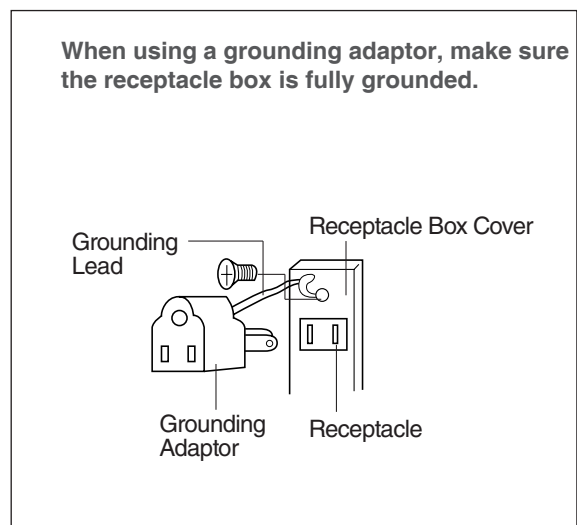 When using a grounding adaptor, make sure
the receptacle box is fully grounded.
Receptacle Box Cover
Grounding
Lead
Grounding
Adaptor
Receptacle